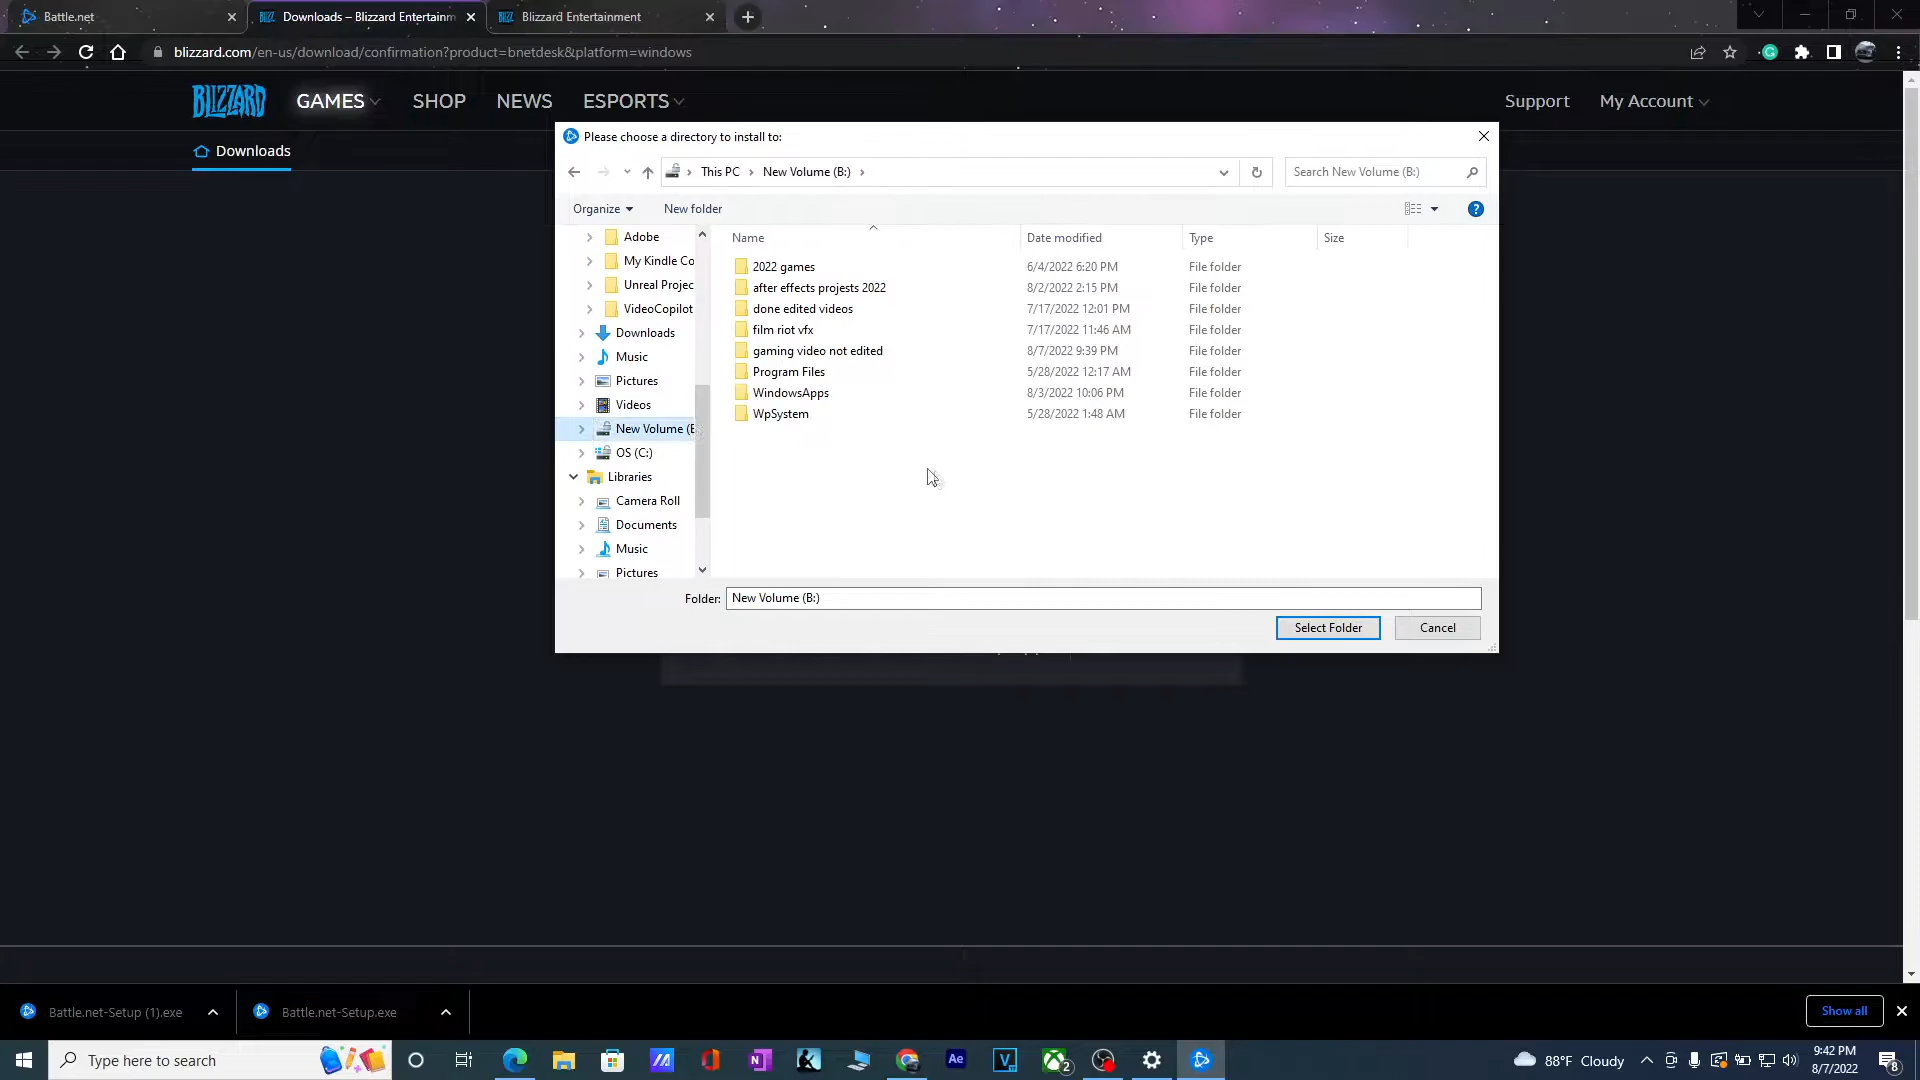 Battle.net
Downloads – Blizzard Entertainm
Blizzard Entertainment
blizzard.com/en-us/download/confirmation?product=bnetdesk&platform=windows
BLIZZARD
GAMES
SHOP
NEWS
ESPORTS
Support
My Account
Downloads
Please choose a directory to install to:
This PC
New Volume (B:)
Search New Volume (B:)
Organize
New folder
Adobe
My Kindle Co
Unreal Projec
VideoCopilot
Downloads
Music
Pictures
Videos
New Volume (B
OS (C:)
Libraries
Camera Roll
Documents
Music
Pictures
Name Date modified Type Size
2022 games 6/4/2022 6:20 PM File folder
after effects projests 2022 8/2/2022 2:15 PM File folder
done edited videos 7/17/2022 12:01 PM File folder
film riot vfx 7/17/2022 11:46 AM File folder
gaming video not edited 8/7/2022 9:39 PM File folder
Program Files 5/28/2022 12:17 AM File folder
WindowsApps 8/3/2022 10:06 PM File folder
WpSystem 5/28/2022 1:48 AM File folder
Folder: New Volume (B:)
Select Folder
Cancel
Battle.net-Setup (1).exe
Battle.net-Setup.exe
Show all
Type here to search
88°F Cloudy
9:42 PM
8/7/2022